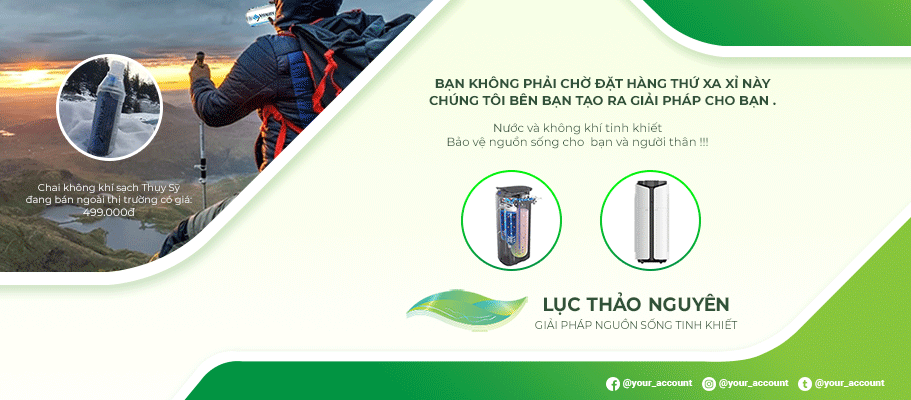 BẠN KHÔNG PHẢI CHỜ ĐẶT HÀNG THỨ XA XỈ NÀY
CHÚNG TÔI BÊN BẠN TẠO RA GIẢI PHÁP CHO BẠN .
Nước và không khí tinh khiết
Bảo vệ nguồn sống cho bạn và người thân !!!
Chai không khí sạch Thụy Sỹ
đang bán ngoài thị trường có giá:
499.000đ
LỤC THẢO NGUYÊN
GIẢI PHÁP NGUỒN SỐNG TINH KHIẾT
@your_account @your_account @your_account